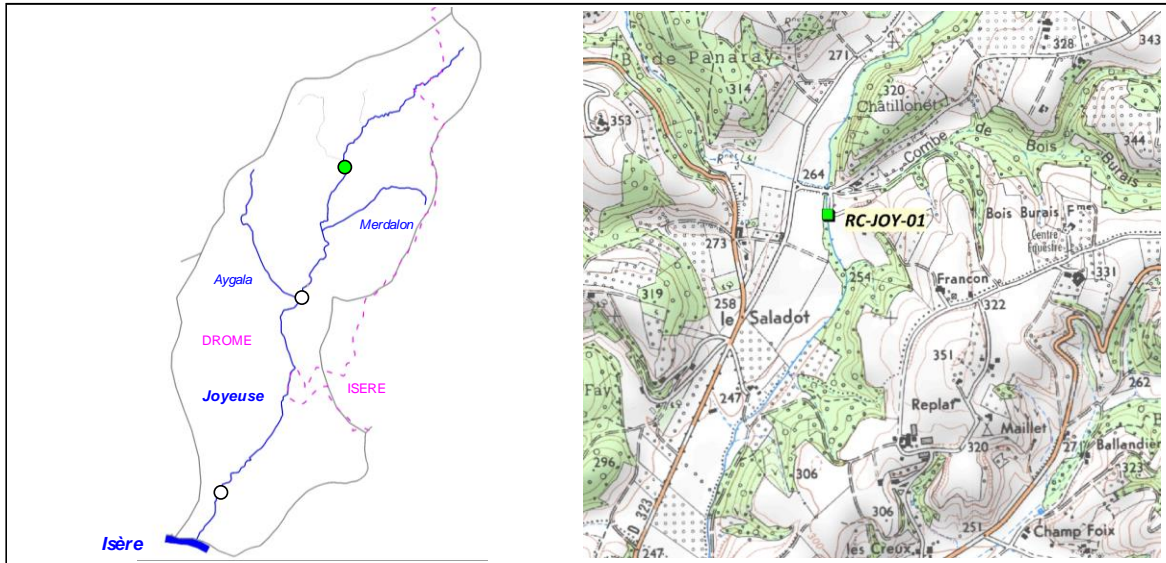 Merdalon
Aygala
DROME
ISERE
Joyeuse
Isère
B. de Panaray
271
328
343
314
320
Châtillonet
353
Combe de Bois Burais
344
264
RC-JOY-01
Bois Burais Fme
Centre
Equestre
273
254
331
319
Francon
258
322
le Saladot
351
262
Fay
247
Replat
Maillet
271
Ballandier
296
306
320
323
323
306
251
Champ Foix
247
les Creux